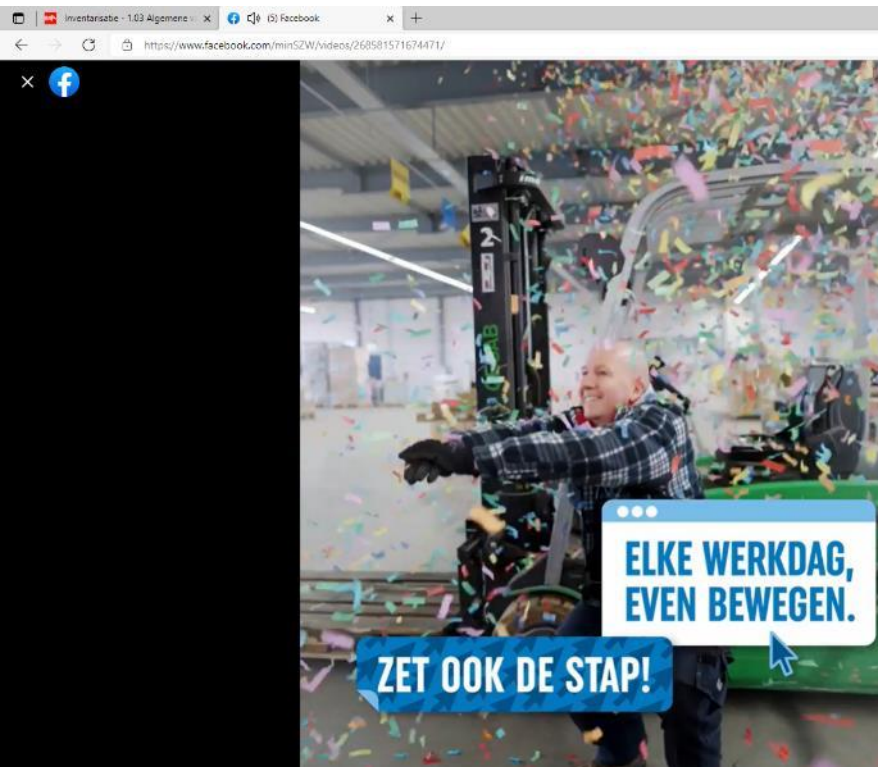 Inventarisatie - 1.03 Algemene v
(5) Facebook
https://www.facebook.com/minSZW/videos/268581571674471/
2
ELKE WERKDAG,
EVEN BEWEGEN.
ZET OOK DE STAP!